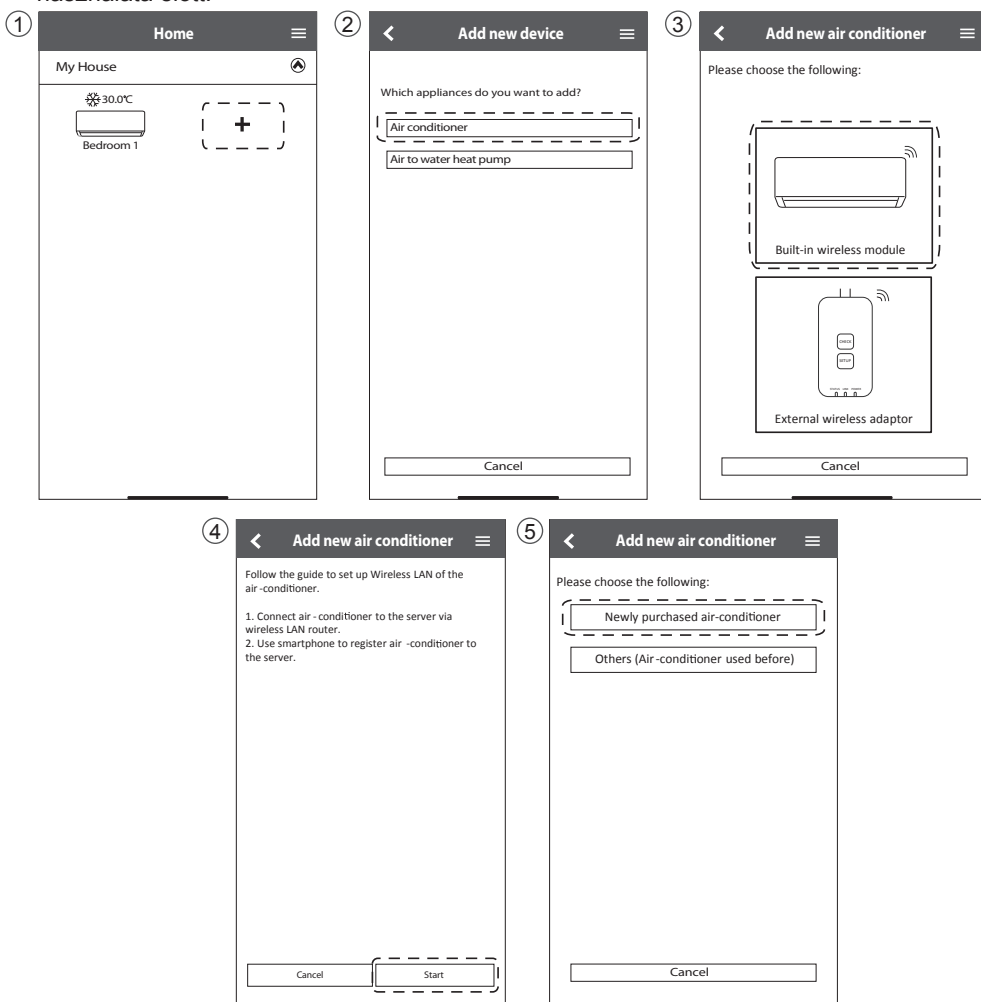 ①
Home
My House
30.0℃
+
Bedroom 1
②
Add new device
Which appliances do you want to add?
Air conditioner
Air to water heat pump
Cancel
③
Add new air conditioner
Please choose the following:
Built-in wireless module
CHECK
SETUP
External wireless adaptor
Cancel
④
Add new air conditioner
Follow the guide to set up Wireless LAN of the
air -conditioner.
1. Connect air - conditioner to the server via
wireless LAN router.
2. Use smartphone to register air -conditioner to
the server.
Cancel
Start
⑤
Add new air conditioner
Please choose the following:
Newly purchased air-conditioner
Others (Air-conditioner used before)
Cancel